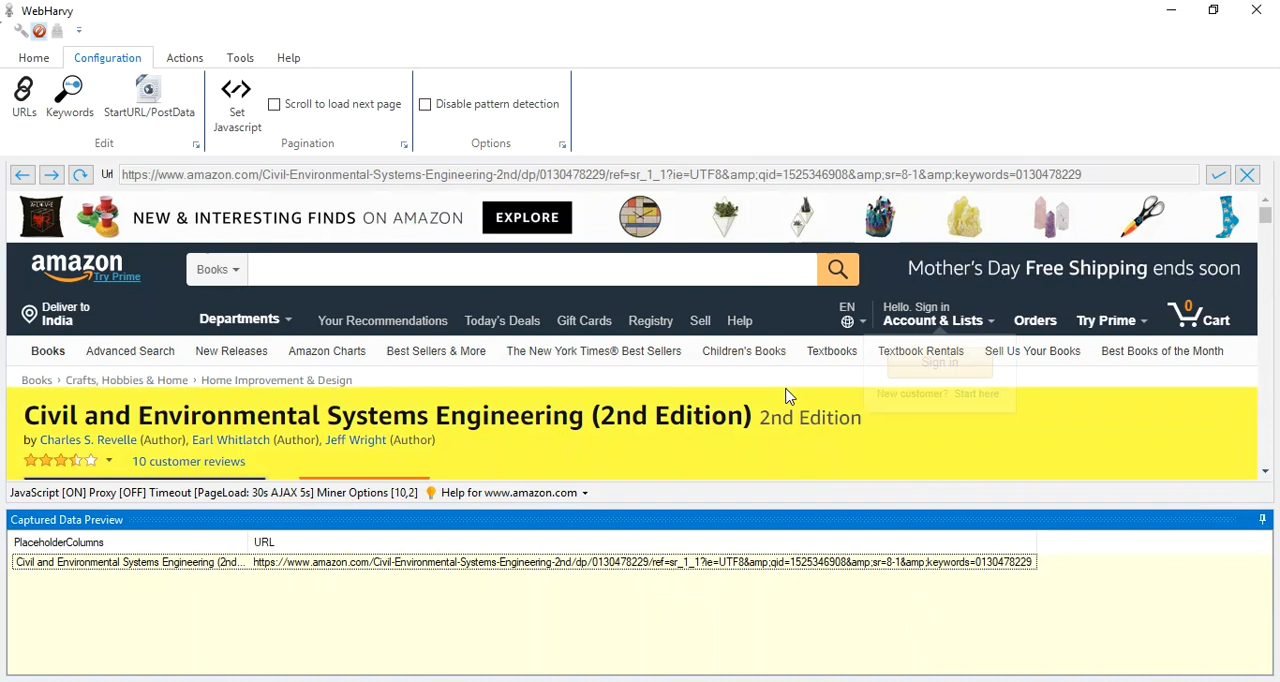 WebHarvy
Home Configuration Actions Tools Help
URLs Keywords StartURL/PostData
Set Javascript
Scroll to load next page
Disable pattern detection
Edit Pagination Options
Url https://www.amazon.com/Civil-Environmental-Systems-Engineering-2nd/dp/0130478229/ref=sr_1_1?ie=UTF8&amp;qid=1525346908&amp;sr=8-1&amp;keywords=0130478229
NEW & INTERESTING FINDS ON AMAZON EXPLORE
amazon Try Prime
Books
Mother's Day Free Shipping ends soon
Deliver to
India
Departments Your Recommendations Today's Deals Gift Cards Registry Sell Help
EN
Hello. Sign in
Account & Lists Orders Try Prime 0 Cart
Books Advanced Search New Releases Amazon Charts Best Sellers & More The New York Times® Best Sellers Children's Books Textbooks Textbook Rentals Sell Us Your Books Best Books of the Month
Sign in
New customer? Start here.
Books › Crafts, Hobbies & Home › Home Improvement & Design
Civil and Environmental Systems Engineering (2nd Edition) 2nd Edition
by Charles S. Revelle (Author), Earl Whitlatch (Author), Jeff Wright (Author)
10 customer reviews
JavaScript [ON] Proxy [OFF] Timeout [PageLoad: 30s AJAX 5s] Miner Options [10,2] Help for www.amazon.com
Captured Data Preview
PlaceholderColumns URL
Civil and Environmental Systems Engineering (2nd... https://www.amazon.com/Civil-Environmental-Systems-Engineering-2nd/dp/0130478229/ref=sr_1_1?ie=UTF8&amp;qid=1525346908&amp;sr=8-1&amp;keywords=0130478229